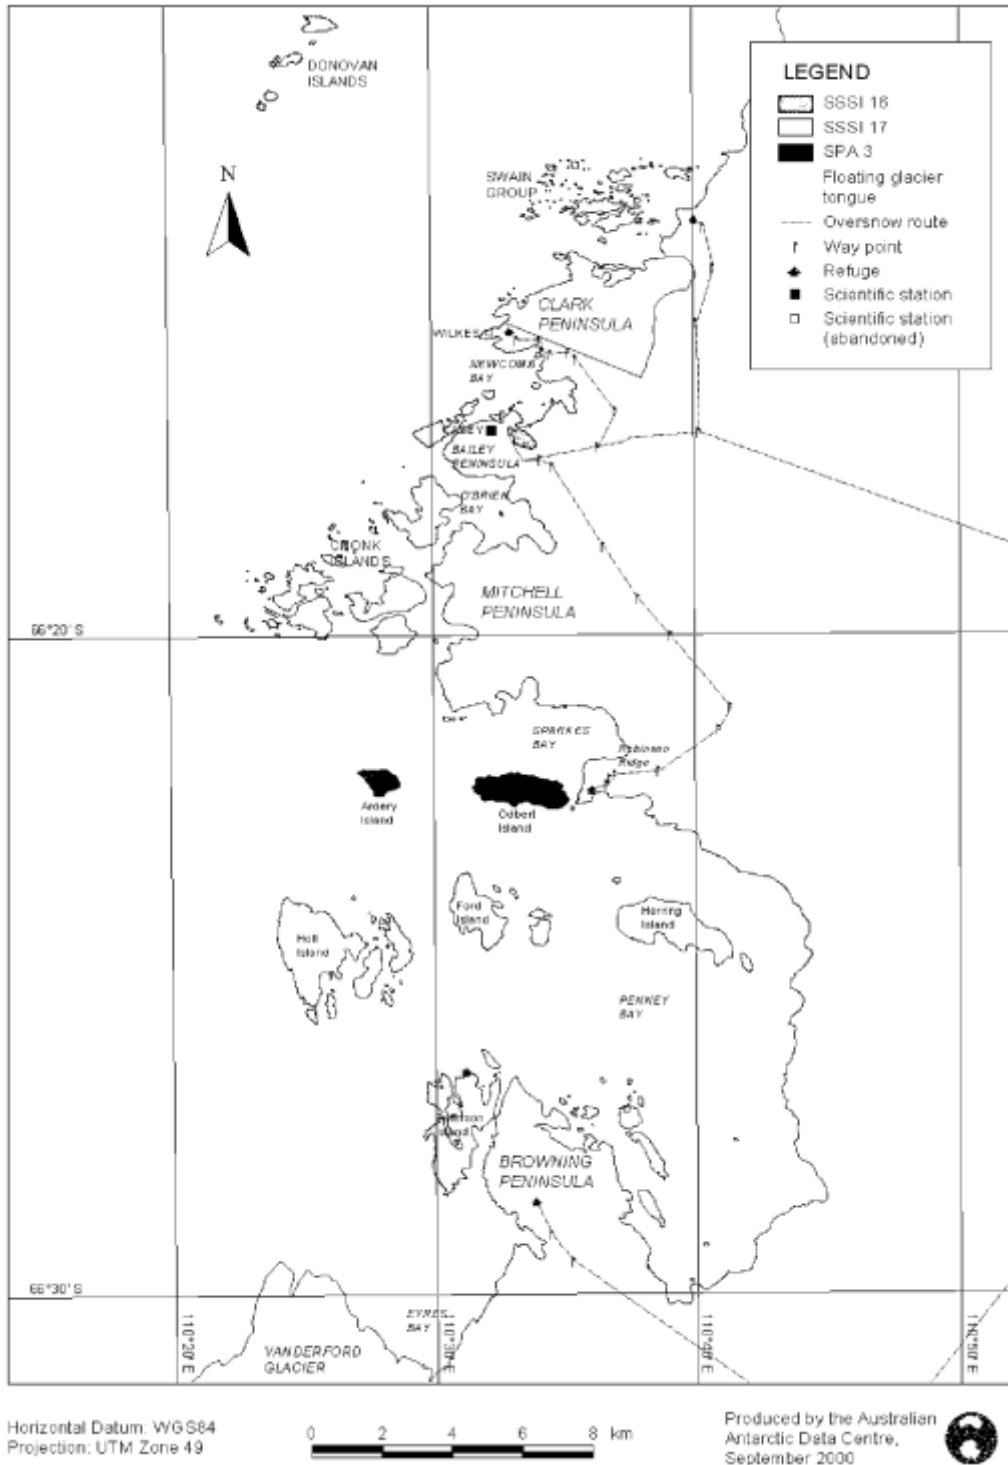 DONOVAN
ISLANDS
LEGEND
SSSI 16
SSSI 17
SPA 3
Floating glacier
tongue
Oversnow route
Way point
Refuge
Scientific station
Scientific station
(abandoned)
N
SWAIN
GROUP
CLARK
PENINSULA
WILKES
NEWCOMB
BAY
BAILEY
PENINSULA
O'BRIEN
BAY
CRONK
ISLANDS
MITCHELL
PENINSULA
66°20' S
SPARKES
BAY
Robinson
Ridge
Ardery
Island
Odbert
Island
Ford
Island
Herring
Island
Holl
Island
PENNEY
BAY
BROWNING
PENINSULA
66°30' S
EYRES
BAY
VANDERFORD
GLACIER
110°20' E
110°30' E
110°40' E
110°50' E
Horizontal Datum: WGS84
Projection: UTM Zone 49
0 2 4 6 8 km
Produced by the Australian
Antarctic Data Centre,
September 2000